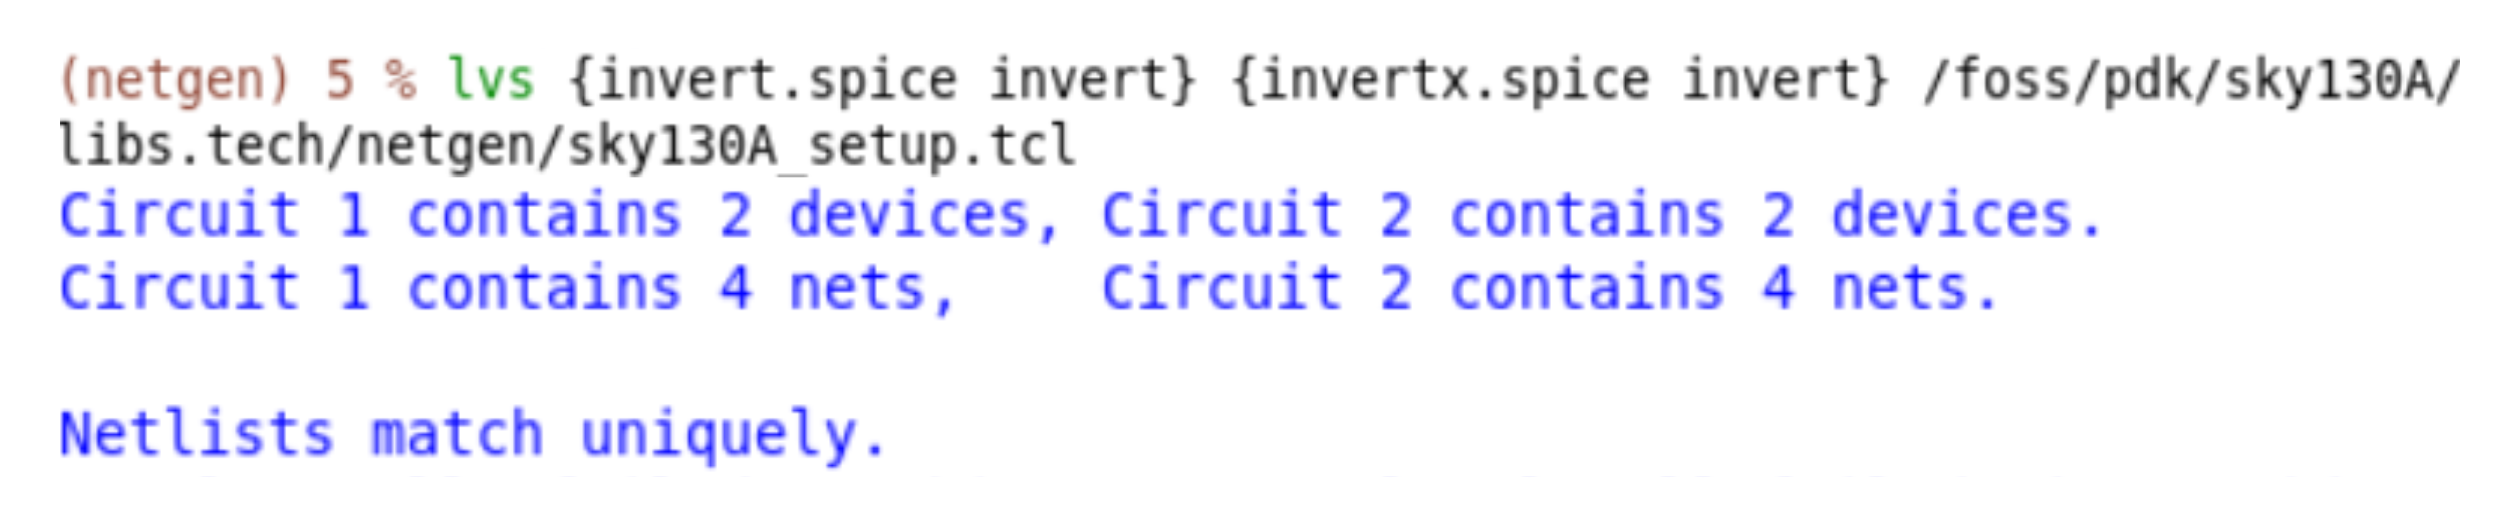 (netgen) 5 % lvs {invert.spice invert} {invertx.spice invert} /foss/pdk/sky130A/
libs.tech/netgen/sky130A_setup.tcl
Circuit 1 contains 2 devices, Circuit 2 contains 2 devices.
Circuit 1 contains 4 nets,    Circuit 2 contains 4 nets.
Netlists match uniquely.